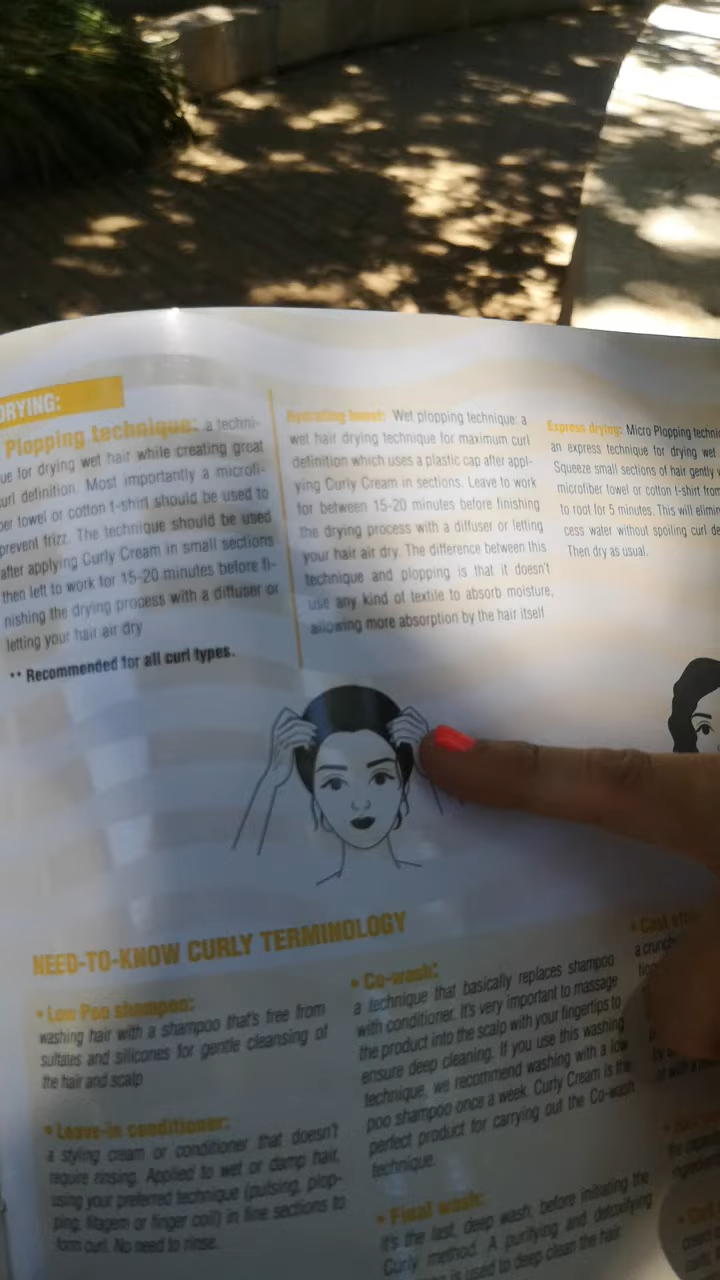 DRYING:
Plopping technique: a techni-
ue for drying wet hair while creating great
url definition. Most importantly a microfi-
ber towel or cotton t-shirt should be used to
prevent frizz. The technique should be used
after applying Curly Cream in small sections
then left to work for 15-20 minutes before fi-
nishing the drying process with a diffuser or
letting your hair air dry
** Recommended for all curl types.
Hydrating boost: Wet plopping technique: a
wet hair drying technique for maximum curl
definition which uses a plastic cap after appl-
ying Curly Cream in sections. Leave to work
for between 15-20 minutes before finishing
the drying process with a diffuser or letting
your hair air dry. The difference between this
technique and plopping is that it doesn't
use any kind of textile to absorb moisture,
allowing more absorption by the hair itself
Express drying: Micro Plopping techni
an express technique for drying wet
Squeeze small sections of hair gently
microfiber towel or cotton t-shirt from
to root for 5 minutes. This will elimin
cess water without spoiling curl de
Then dry as usual.
NEED-TO-KNOW CURLY TERMINOLOGY
• Low Poo shampoo:
washing hair with a shampoo that's free from
sulfates and silicones for gentle cleansing of
the hair and scalp
• Leave-in conditioner:
a styling cream or conditioner that doesn't
require rinsing. Applied to wet or damp hair,
using your preferred technique (pulsing, plop-
ping, fitagem or finger coil) in fine sections to
form curl. No need to rinse.
• Co-wash:
a technique that basically replaces shampoo
with conditioner. It's very important to massage
the product into the scalp with your fingertips to
ensure deep cleaning. If you use this washing
technique, we recommend washing with a low
poo shampoo once a week. Curly Cream is the
perfect product for carrying out the Co-wash
technique.
• Final wash:
it's the last, deep wash, before initiating the
Curly method. A purifying and detoxifying
is used to deep clean the hair
• Cast
a crunch